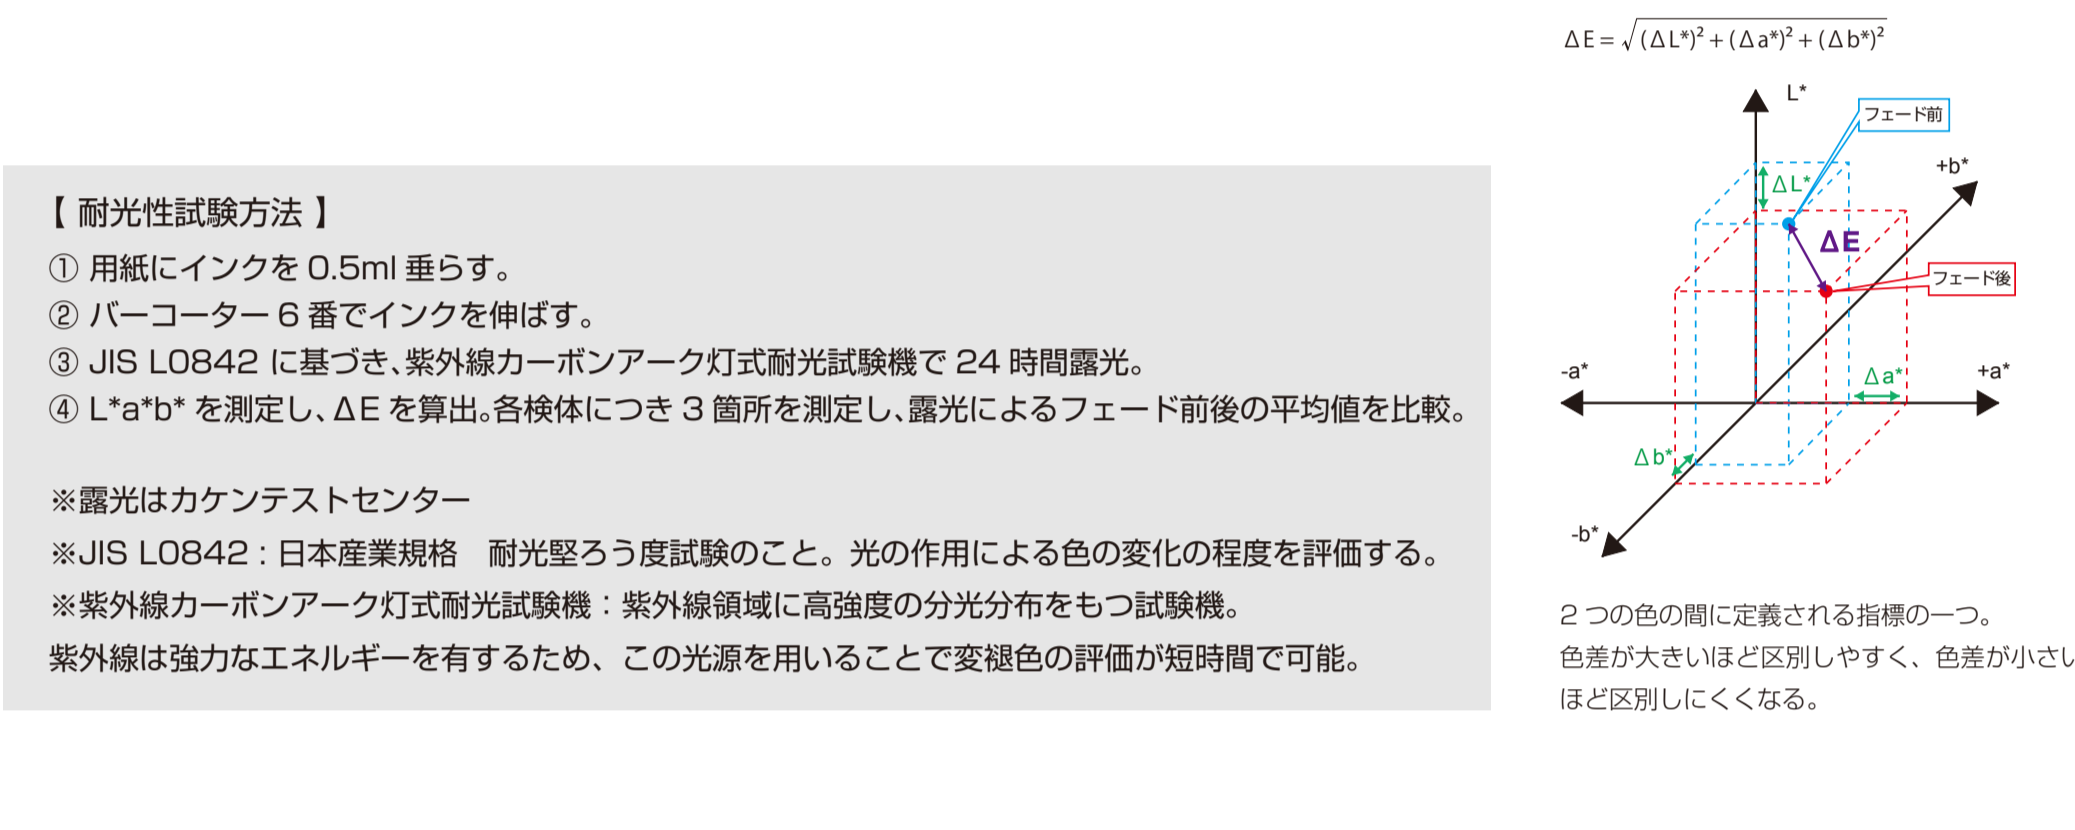 【 耐光性試験方法 】
① 用紙にインクを 0.5ml 垂らす。
② バーコーター 6 番でインクを伸ばす。
③ JIS L0842 に基づき、紫外線カーボンアーク灯式耐光試験機で 24 時間露光。
④ L*a*b* を測定し、ΔE を算出。各検体につき 3 箇所を測定し、露光によるフェード前後の平均値を比較。
※露光はカケンテストセンター
※JIS L0842 : 日本産業規格　耐光堅ろう度試験のこと。光の作用による色の変化の程度を評価する。
※紫外線カーボンアーク灯式耐光試験機：紫外線領域に高強度の分光分布をもつ試験機。
紫外線は強力なエネルギーを有するため、この光源を用いることで変褪色の評価が短時間で可能。
ΔE = √(ΔL*)² + (Δa*)² + (Δb*)²
L*
フェード前
+b*
ΔL*
ΔE
フェード後
-a*
Δa*
+a*
Δb*
-b*
2 つの色の間に定義される指標の一つ。
色差が大きいほど区別しやすく、色差が小さい
ほど区別しにくくなる。